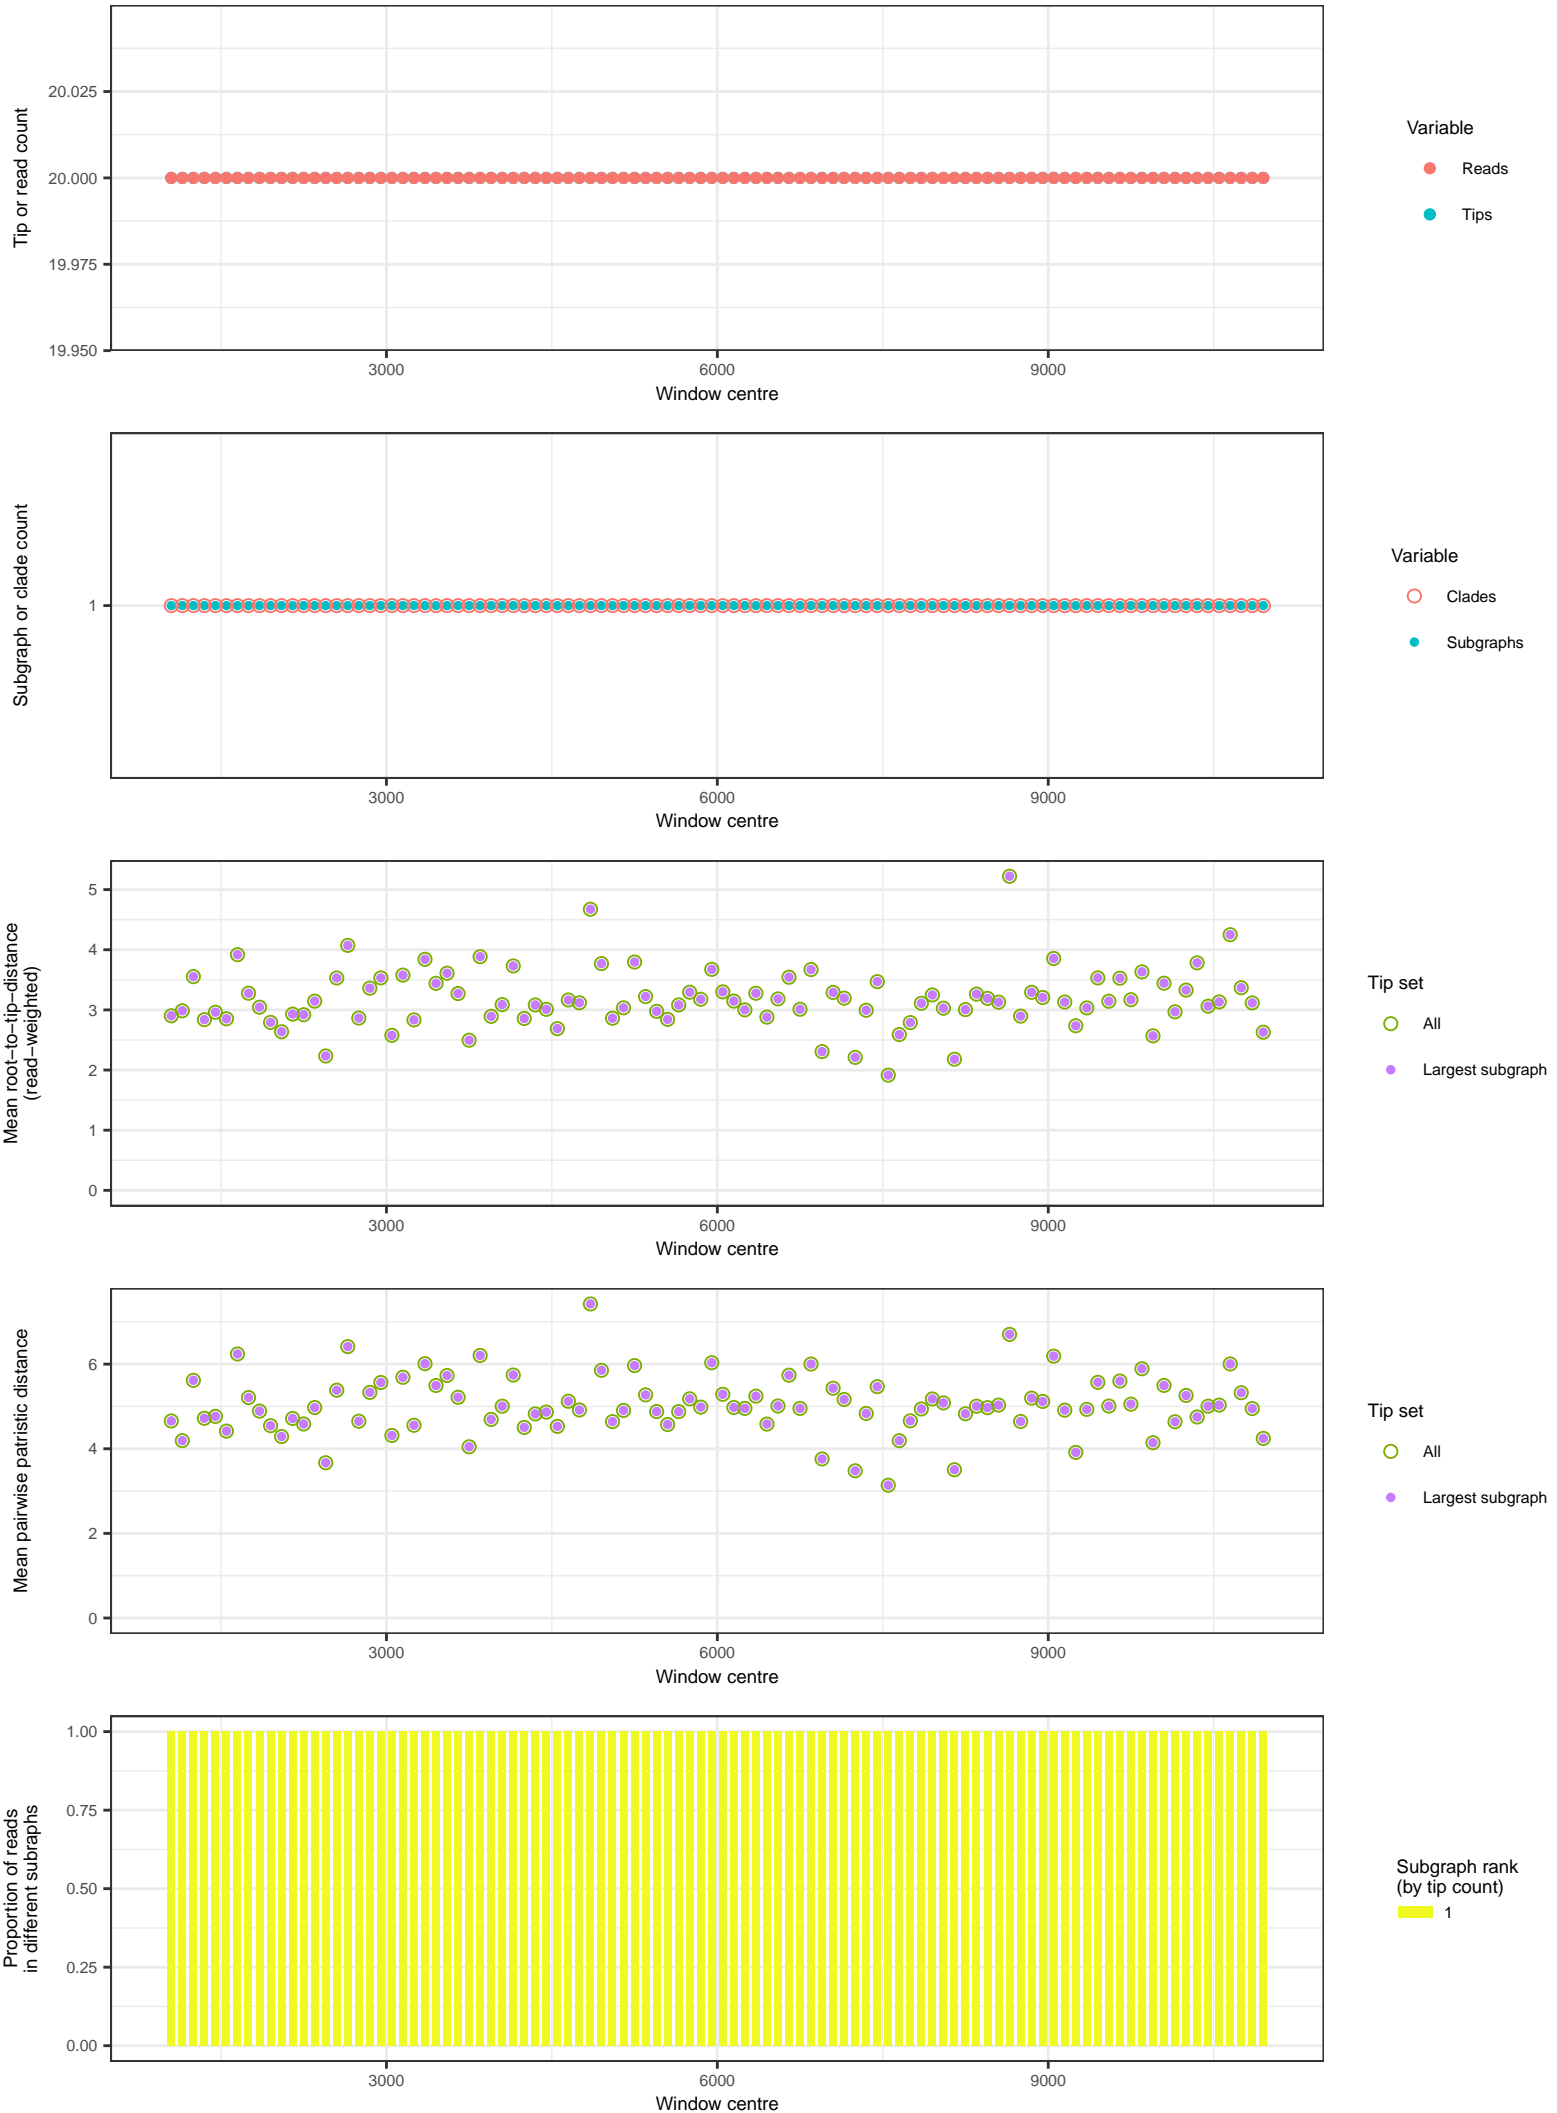 20.025
20.000
19.975
19.950
Tip or read count
3000
6000
9000
Window centre
Variable
Reads
Tips
1
Subgraph or clade count
3000
6000
9000
Window centre
Variable
Clades
Subgraphs
5
4
3
2
1
0
Mean root−to−tip−distance
(read−weighted)
3000
6000
9000
Window centre
Tip set
All
Largest subgraph
6
4
2
0
Mean pairwise patristic distance
3000
6000
9000
Window centre
Tip set
All
Largest subgraph
1.00
0.75
0.50
0.25
0.00
Proportion of reads
in different subraphs
3000
6000
9000
Window centre
Subgraph rank
(by tip count)
1